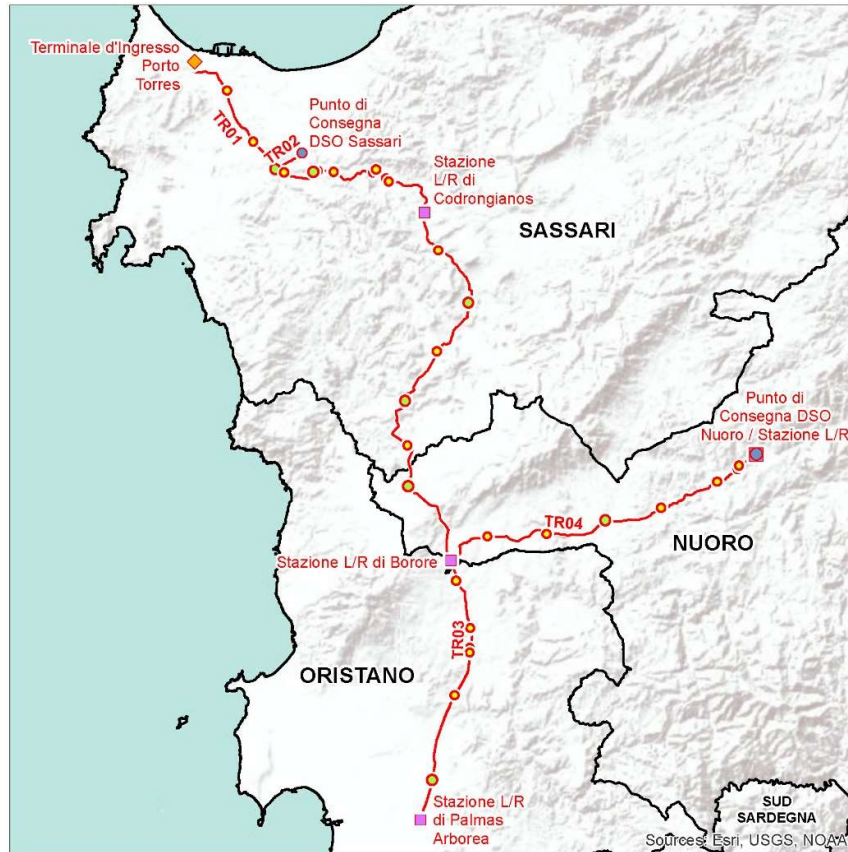 Terminale d'Ingresso
Porto
Torres
TR01
TR02
Punto di
Consegna
DSO Sassari
Stazione
L/R di
Codrongianos
SASSARI
Punto di
Consegna DSO
Nuoro / Stazione L/R
TR04
NUORO
Stazione L/R di Borore
TR03
ORISTANO
Stazione L/R
di Palmas
Arborea
SUD
SARDEGNA
Sources: Esri, USGS, NOAA